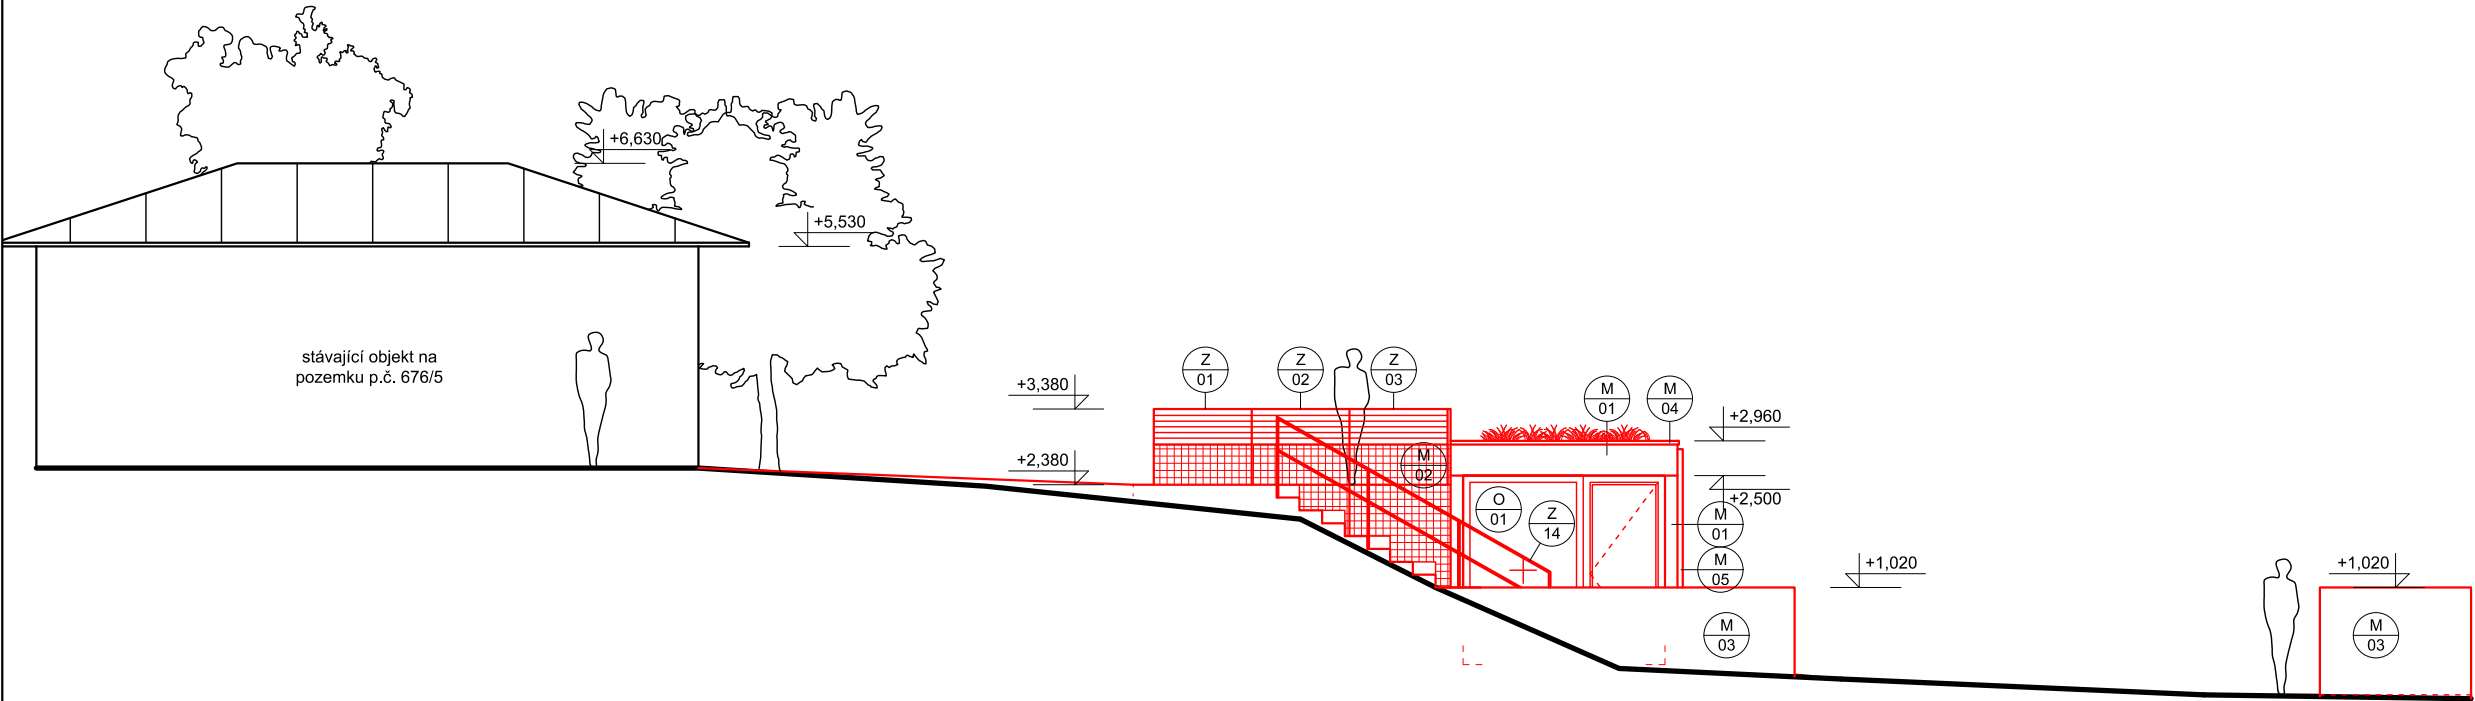 +6,630
+5,530
stávající objekt na
pozemku p.č. 676/5
+3,380
+2,380
Z
01
Z
02
Z
03
M
01
M
04
+2,960
M
02
+2,500
O
01
Z
14
M
01
M
05
+1,020
+1,020
M
03
M
03